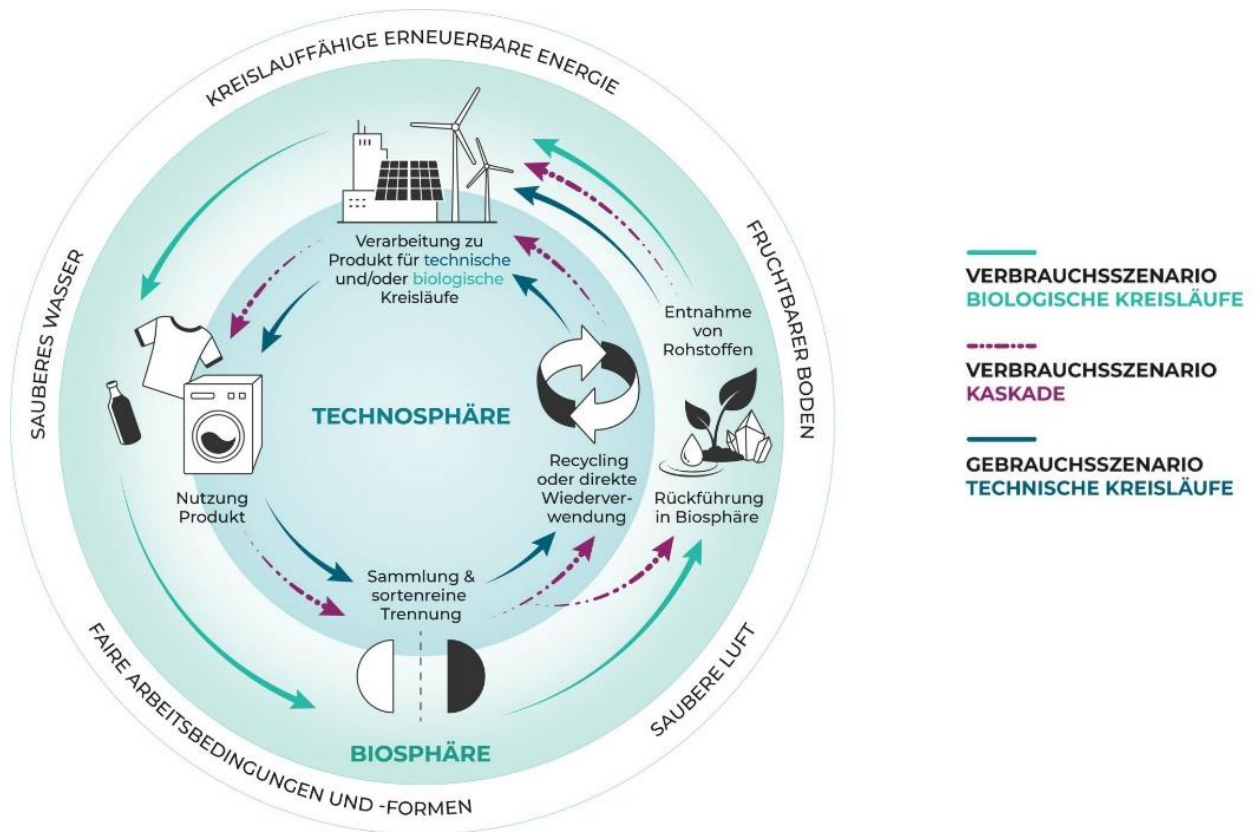 KREISLAUFFÄHIGE ERNEUERBARE ENERGIE
FRUCHTBARER BODEN
SAUBERE LUFT
FAIRE ARBEITSBEDINGUNGEN UND -FORMEN
SAUBERES WASSER
Verarbeitung zu
Produkt für technische
und/oder biologische
Kreisläufe
Entnahme
von
Rohstoffen
TECHNOSPHÄRE
Recycling
oder direkte
Wiederver-
wendung
Rückführung
in Biosphäre
Nutzung
Produkt
Sammlung &
sortenreine
Trennung
BIOSPHÄRE
VERBRAUCHSSZENARIO
BIOLOGISCHE KREISLÄUFE
VERBRAUCHSSZENARIO
KASKADE
GEBRAUCHSSZENARIO
TECHNISCHE KREISLÄUFE